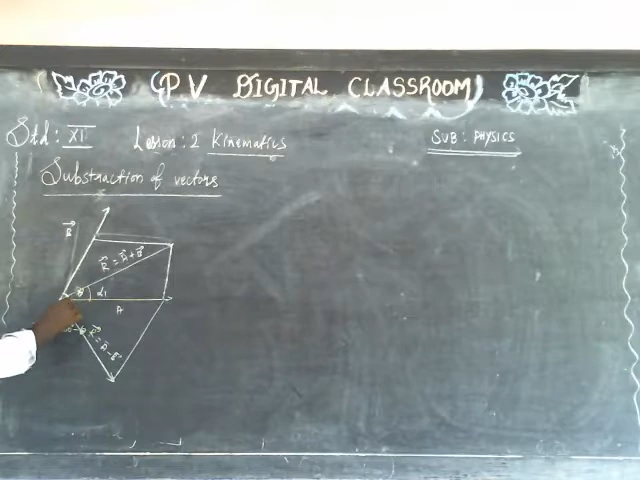 PV DIGITAL CLASSROOM
Std: XI Lesson: 2 Kinematics SUB: PHYSICS
Substraction of vectors
B⃗
R⃗ = A⃗ + B⃗
θ α1
A
= A⃗ - B⃗